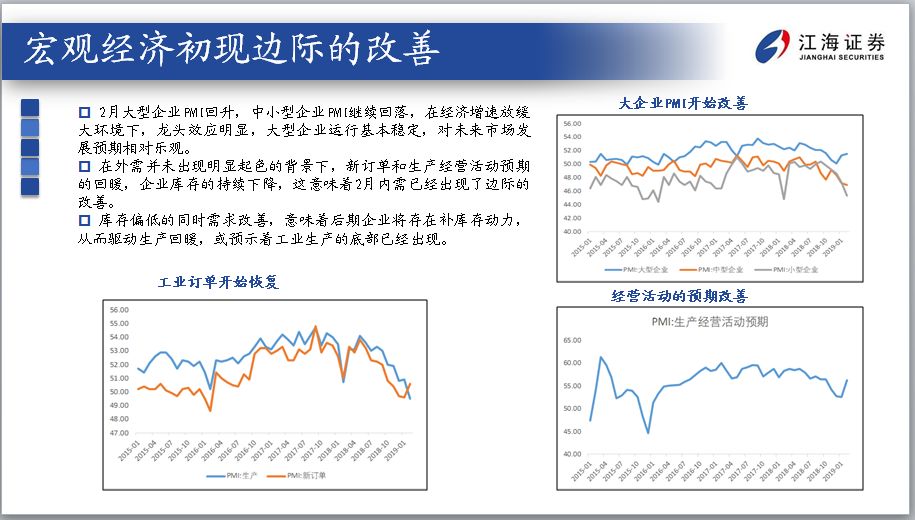 宏观经济初现边际的改善
江海证券
JIANGHAI SECURITIES
2月大型企业PMI回升，中小型企业PMI继续回落，在经济增速放缓
大环境下，龙头效应明显，大型企业运行基本稳定，对未来市场发
展预期相对乐观。
在外需并未出现明显起色的背景下，新订单和生产经营活动预期
的回暖，企业库存的持续下降，这意味着2月内需已经出现了边际的
改善。
库存偏低的同时需求改善，意味着后期企业将存在补库存动力，
从而驱动生产回暖，或预示着工业生产的底部已经出现。
大企业PMI开始改善
56.00
54.00
52.00
50.00
48.00
46.00
44.00
42.00
40.00
2015-01 2015-04 2015-07 2015-10 2016-01 2016-04 2016-07 2016-10 2017-01 2017-04 2017-07 2017-10 2018-01 2018-04 2018-07 2018-10 2019-01
PMI:大型企业 PMI:中型企业 PMI:小型企业
工业订单开始恢复
56.00
55.00
54.00
53.00
52.00
51.00
50.00
49.00
48.00
47.00
2015-01 2015-04 2015-07 2015-10 2016-01 2016-04 2016-07 2016-10 2017-01 2017-04 2017-07 2017-10 2018-01 2018-04 2018-07 2018-10 2019-01
PMI:生产 PMI:新订单
经营活动的预期改善
PMI:生产经营活动预期
65.00
60.00
55.00
50.00
45.00
40.00
2015-01 2015-04 2015-07 2015-10 2016-01 2016-04 2016-07 2016-10 2017-01 2017-04 2017-07 2017-10 2018-01 2018-04 2018-07 2018-10 2019-01